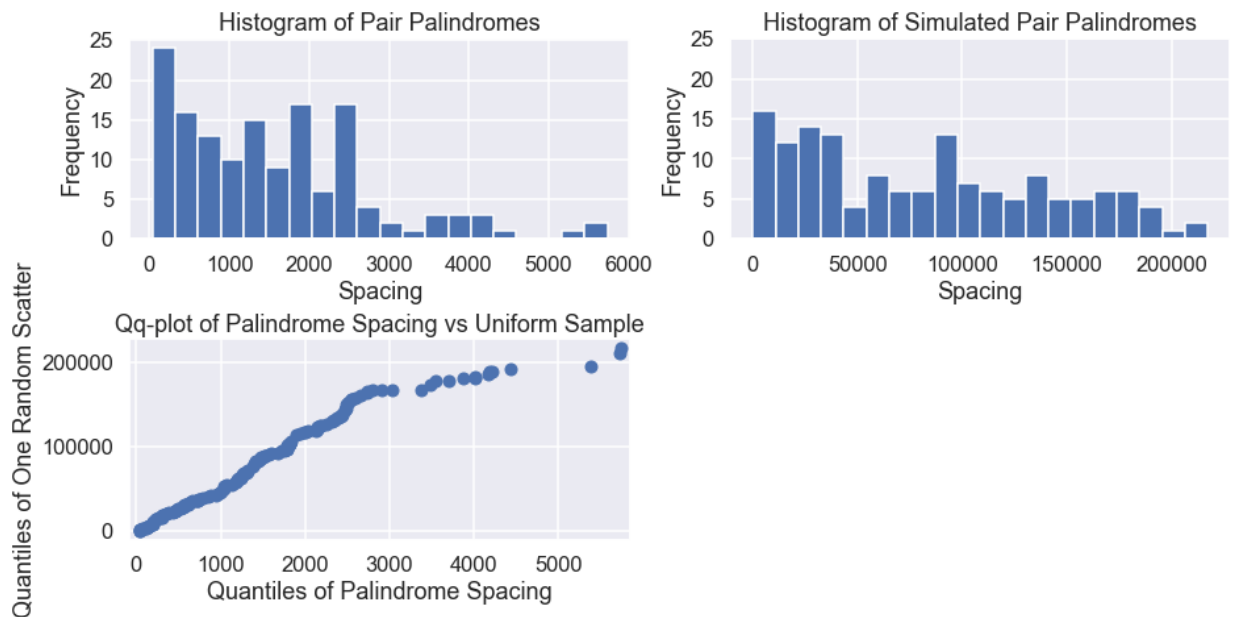 Histogram of Pair Palindromes
25
20
15
10
5
0
Frequency
0 1000 2000 3000 4000 5000 6000
Spacing
Histogram of Simulated Pair Palindromes
25
20
15
10
5
0
Frequency
0 50000 100000 150000 200000
Spacing
Qq-plot of Palindrome Spacing vs Uniform Sample
200000
100000
0
Quantiles of One Random Scatter
0 1000 2000 3000 4000 5000
Quantiles of Palindrome Spacing